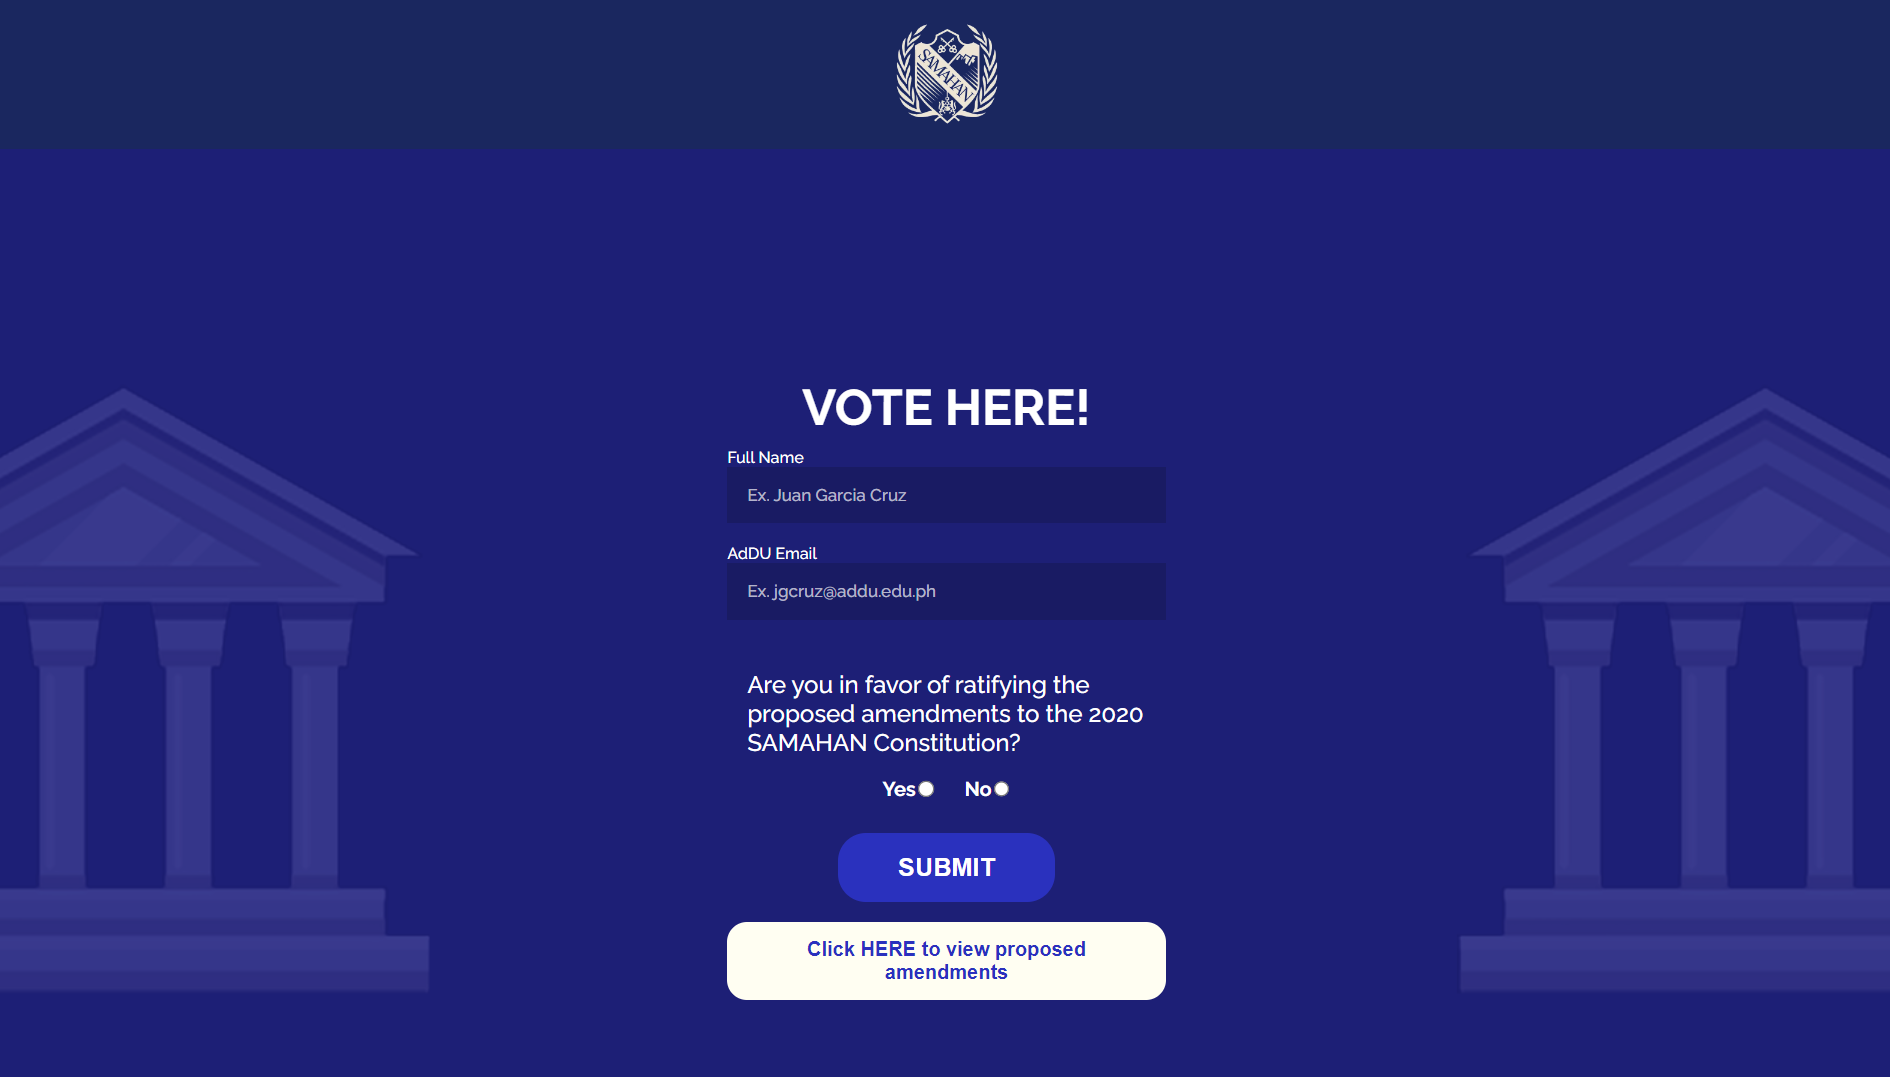 SAMAHAN
VOTE HERE!
Full Name
Ex. Juan Garcia Cruz
AdDU Email
Ex. jgcruz@addu.edu.ph
Are you in favor of ratifying the
proposed amendments to the 2020
SAMAHAN Constitution?
Yes No
SUBMIT
Click HERE to view proposed
amendments